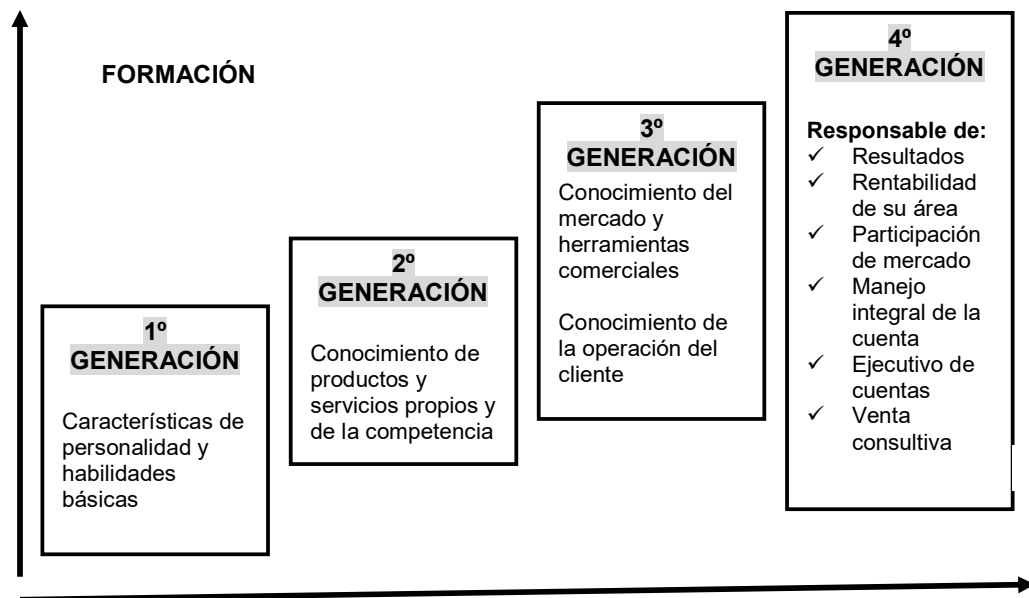 FORMACIÓN
1º
GENERACIÓN
Características de
personalidad y
habilidades
básicas
2º
GENERACIÓN
Conocimiento de
productos y
servicios propios y
de la competencia
3º
GENERACIÓN
Conocimiento del
mercado y
herramientas
comerciales
Conocimiento de
la operación del
cliente
4º
GENERACIÓN
Responsable de:
✓ Resultados
✓ Rentabilidad
de su área
✓ Participación
de mercado
✓ Manejo
integral de la
cuenta
✓ Ejecutivo de
cuentas
✓ Venta
consultiva